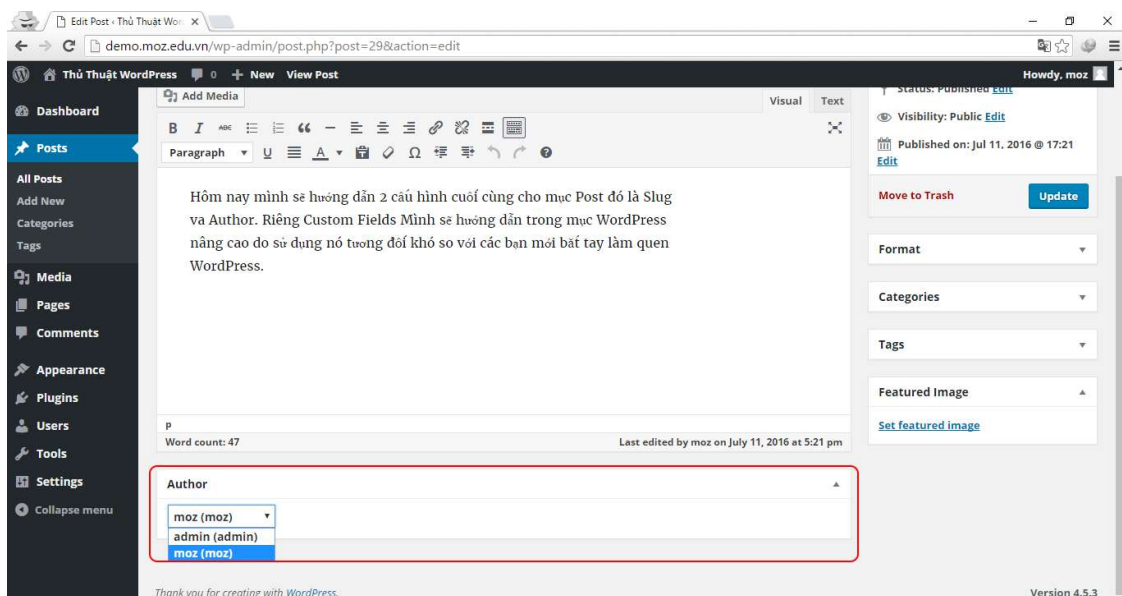 Edit Post ‹ Thủ Thuật Wor
demo.moz.edu.vn/wp-admin/post.php?post=29&action=edit
Thủ Thuật WordPress 0 + New View Post Howdy, moz
Dashboard
Posts
All Posts
Add New
Categories
Tags
Media
Pages
Comments
Appearance
Plugins
Users
Tools
Settings
Collapse menu
Add Media
Visual Text
B I ABC
Paragraph U A Ω
Hôm nay mình sẽ hướng dẫn 2 cấu hình cuối cùng cho mục Post đó là Slug
va Author. Riêng Custom Fields Mình sẽ hướng dẫn trong mục WordPress
nâng cao do sử dụng nó tương đối khó so với các bạn mới bắt tay làm quen
WordPress.
p
Word count: 47 Last edited by moz on July 11, 2016 at 5:21 pm
Author
moz (moz)
admin (admin)
moz (moz)
Status: Published Edit
Visibility: Public Edit
Published on: Jul 11, 2016 @ 17:21
Edit
Move to Trash Update
Format
Categories
Tags
Featured Image
Set featured image
Thank you for creating with WordPress. Version 4.5.3